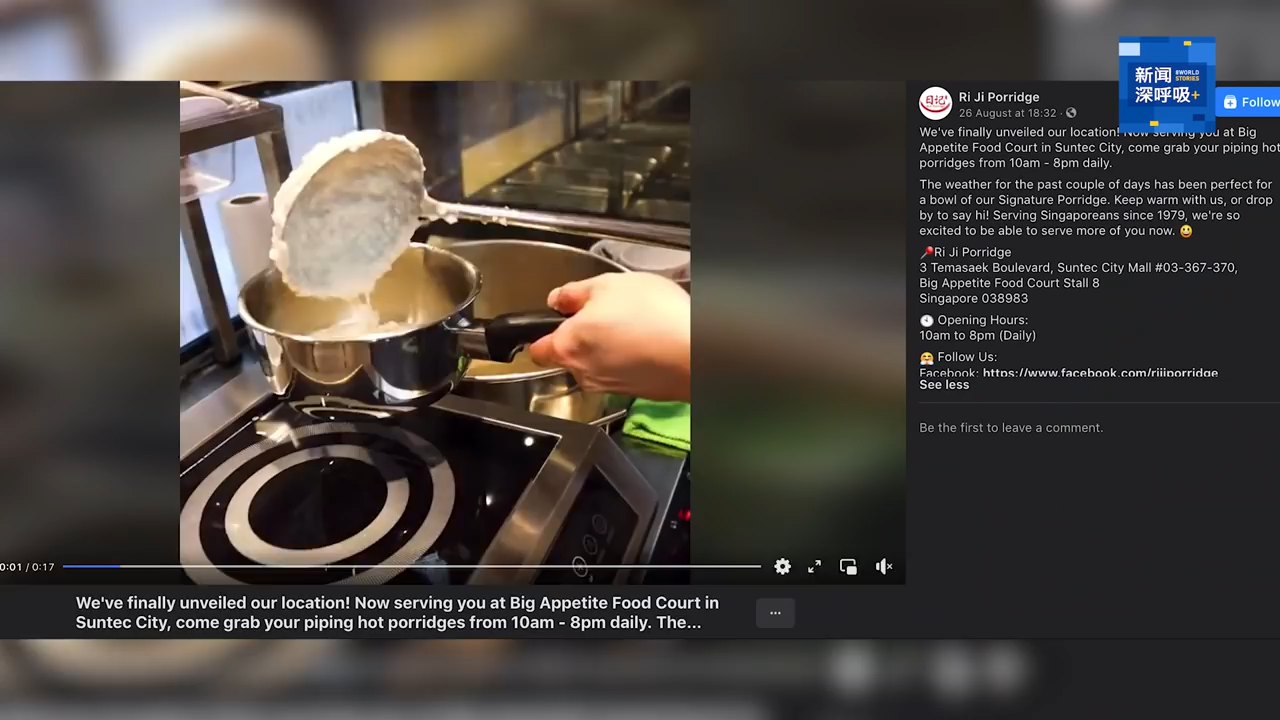 新闻
#WORLD
STORIES
深呼吸+
日记
Ri Ji Porridge
26 August at 18:32 ·
Follow
We've finally unveiled our location! Now serving you at Big
Appetite Food Court in Suntec City, come grab your piping hot
porridges from 10am - 8pm daily.
The weather for the past couple of days has been perfect for
a bowl of our Signature Porridge. Keep warm with us, or drop
by to say hi! Serving Singaporeans since 1979, we're so
excited to be able to serve more of you now. 😃
📍Ri Ji Porridge
3 Temasaek Boulevard, Suntec City Mall #03-367-370,
Big Appetite Food Court Stall 8
Singapore 038983
🕙 Opening Hours:
10am to 8pm (Daily)
🤗 Follow Us:
Facebook: https://www.facebook.com/rijiporridge
See less
Be the first to leave a comment.
0:01 / 0:17
We've finally unveiled our location! Now serving you at Big Appetite Food Court in
Suntec City, come grab your piping hot porridges from 10am - 8pm daily. The...